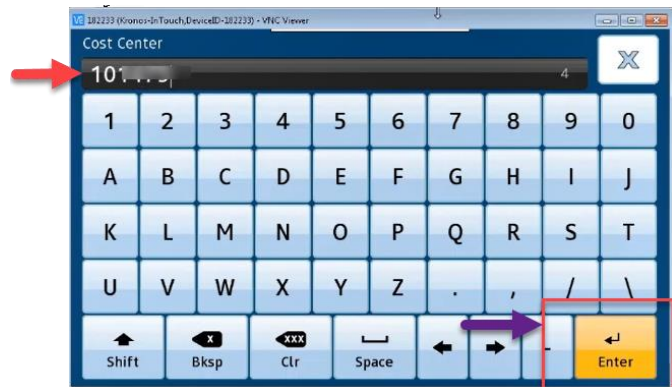 182233 (Kronos-InTouch,DeviceID-182233) - VNC Viewer
Cost Center
4
1 2 3 4 5 6 7 8 9 0
A B C D E F G H I J
K L M N O P Q R S T
U V W X Y Z . , / \
Shift Bksp Clr Space - Enter